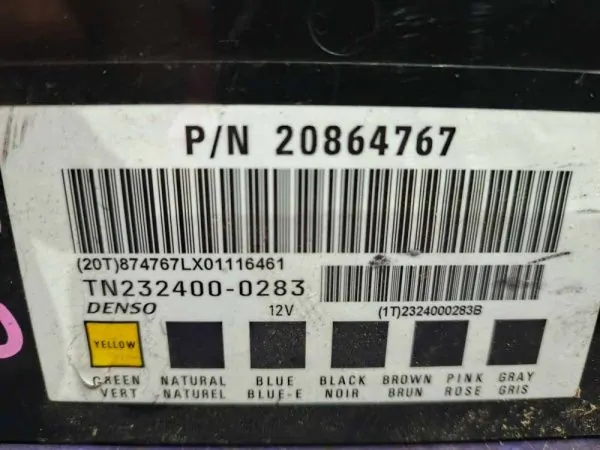 P/N 20864767
(20T)874767LX01116461
TN232400-0283
(1T)2324000283B
DENSO 12V
YELLOW
GREEN NATURAL BLUE BLACK BROWN PINK GRAY
VERT -NATUREL BLUE-E NOIR BRUN ROSE GRIS